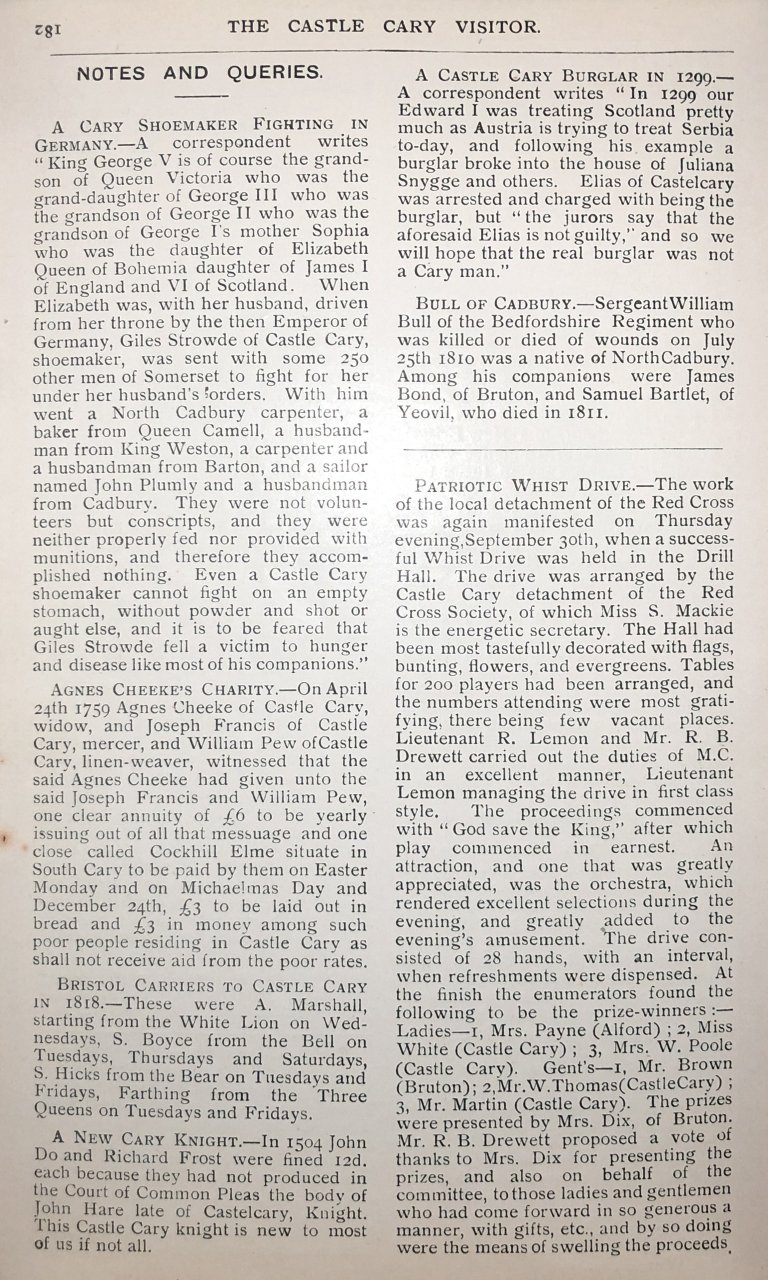 182
THE CASTLE CARY VISITOR.
NOTES AND QUERIES.
A CARY SHOEMAKER FIGHTING IN
GERMANY.—A correspondent writes
“King George V is of course the grand-
son of Queen Victoria who was the
grand-daughter of George III who was
the grandson of George II who was the
grandson of George I's mother Sophia
who was the daughter of Elizabeth
Queen of Bohemia daughter of James I
of England and VI of Scotland. When
Elizabeth was, with her husband, driven
from her throne by the then Emperor of
Germany, Giles Strowde of Castle Cary,
shoemaker, was sent with some 250
other men of Somerset to fight for her
under her husband's orders. With him
went a North Cadbury carpenter, a
baker from Queen Camell, a husband-
man from King Weston, a carpenter and
a husbandman from Barton, and a sailor
named John Plumly and a husbandman
from Cadbury. They were not volun-
teers but conscripts, and they were
neither properly fed nor provided with
munitions, and therefore they accom-
plished nothing. Even a Castle Cary
shoemaker cannot fight on an empty
stomach, without powder and shot or
aught else, and it is to be feared that
Giles Strowde fell a victim to hunger
and disease like most of his companions.”
AGNES CHEEKE'S CHARITY.—On April
24th 1759 Agnes Cheeke of Castle Cary,
widow, and Joseph Francis of Castle
Cary, mercer, and William Pew of Castle
Cary, linen-weaver, witnessed that the
said Agnes Cheeke had given unto the
said Joseph Francis and William Pew,
one clear annuity of £6 to be yearly
issuing out of all that messuage and one
close called Cockhill Elme situate in
South Cary to be paid by them on Easter
Monday and on Michaelmas Day and
December 24th, £3 to be laid out in
bread and £3 in money among such
poor people residing in Castle Cary as
shall not receive aid from the poor rates.
BRISTOL CARRIERS TO CASTLE CARY
IN 1818.—These were A. Marshall,
starting from the White Lion on Wed-
nesdays, S. Boyce from the Bell on
Tuesdays, Thursdays and Saturdays,
S. Hicks from the Bear on Tuesdays and
Fridays, Farthing from the Three
Queens on Tuesdays and Fridays.
A NEW CARY KNIGHT.—In 1504 John
Do and Richard Frost were fined 12d.
each because they had not produced in
the Court of Common Pleas the body of
John Hare late of Castelcary, Knight.
This Castle Cary knight is new to most
of us if not all.
A CASTLE CARY BURGLAR IN 1299.—
A correspondent writes “In 1299 our
Edward I was treating Scotland pretty
much as Austria is trying to treat Serbia
to-day, and following his example a
burglar broke into the house of Juliana
Snygge and others. Elias of Castelcary
was arrested and charged with being the
burglar, but “the jurors say that the
aforesaid Elias is not guilty,” and so we
will hope that the real burglar was not
a Cary man.”
BULL OF CADBURY.—Sergeant William
Bull of the Bedfordshire Regiment who
was killed or died of wounds on July
25th 1810 was a native of North Cadbury.
Among his companions were James
Bond, of Bruton, and Samuel Bartlet, of
Yeovil, who died in 1811.
PATRIOTIC WHIST DRIVE.—The work
of the local detachment of the Red Cross
was again manifested on Thursday
evening, September 30th, when a success-
ful Whist Drive was held in the Drill
Hall. The drive was arranged by the
Castle Cary detachment of the Red
Cross Society, of which Miss S. Mackie
is the energetic secretary. The Hall had
been most tastefully decorated with flags,
bunting, flowers, and evergreens. Tables
for 200 players had been arranged, and
the numbers attending were most grati-
fying, there being few vacant places.
Lieutenant R. Lemon and Mr. R. B.
Drewett carried out the duties of M.C.
in an excellent manner, Lieutenant
Lemon managing the drive in first class
style. The proceedings commenced
with “God save the King,” after which
play commenced in earnest. An
attraction, and one that was greatly
appreciated, was the orchestra, which
rendered excellent selections during the
evening, and greatly added to the
evening's amusement. The drive con-
sisted of 28 hands, with an interval,
when refreshments were dispensed. At
the finish the enumerators found the
following to be the prize-winners :—
Ladies—1, Mrs. Payne (Alford) ; 2, Miss
White (Castle Cary) ; 3, Mrs. W. Poole
(Castle Cary). Gent's—1, Mr. Brown
(Bruton); 2, Mr. W. Thomas (Castle Cary) ;
3, Mr. Martin (Castle Cary). The prizes
were presented by Mrs. Dix, of Bruton.
Mr. R. B. Drewett proposed a vote of
thanks to Mrs. Dix for presenting the
prizes, and also on behalf of the
committee, to those ladies and gentlemen
who had come forward in so generous a
manner, with gifts, etc., and by so doing
were the means of swelling the proceeds,